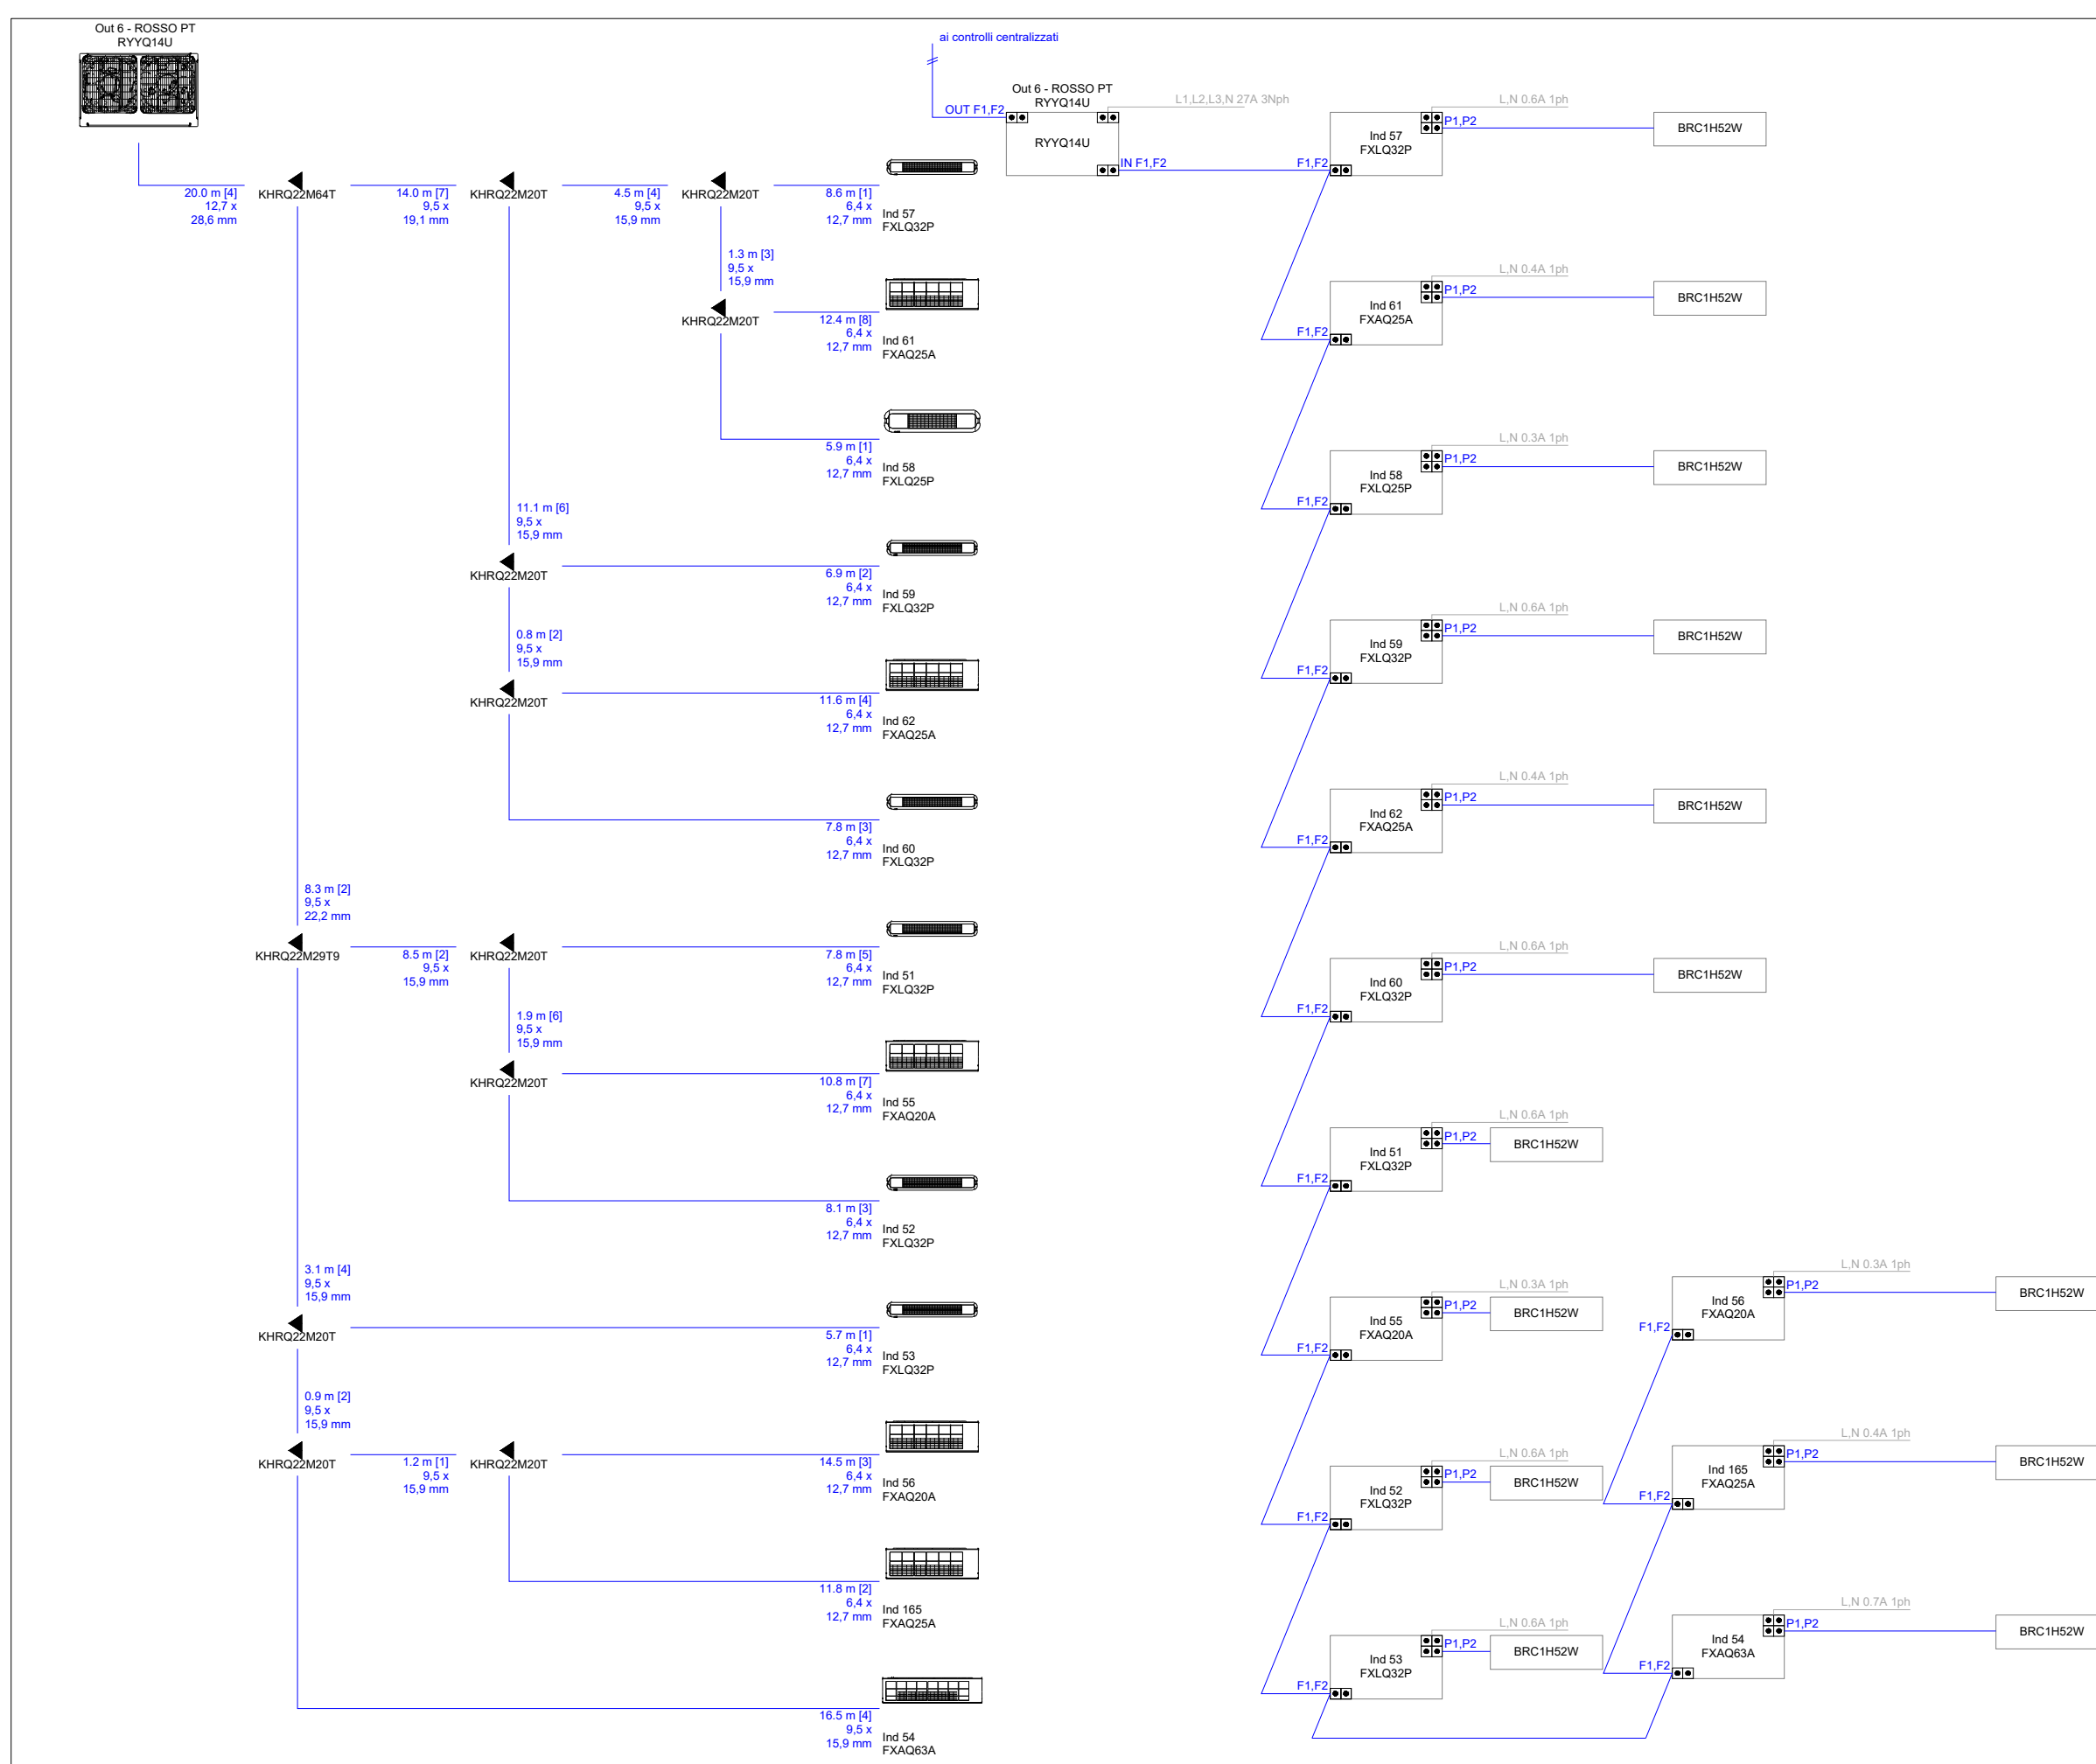 Out 6 - ROSSO PT
RYYQ14U
20.0 m [4]
12,7 x
28,6 mm
KHRQ22M64T
14.0 m [7]
9,5 x
19,1 mm
KHRQ22M20T
4.5 m [4]
9,5 x
15,9 mm
KHRQ22M20T
8.6 m [1]
6,4 x
12,7 mm
Ind 57
FXLQ32P
1.3 m [3]
9,5 x
15,9 mm
KHRQ22M20T
12.4 m [8]
6,4 x
12,7 mm
Ind 61
FXAQ25A
5.9 m [1]
6,4 x
12,7 mm
Ind 58
FXLQ25P
11.1 m [6]
9,5 x
15,9 mm
KHRQ22M20T
6.9 m [2]
6,4 x
12,7 mm
Ind 59
FXLQ32P
0.8 m [2]
9,5 x
15,9 mm
KHRQ22M20T
11.6 m [4]
6,4 x
12,7 mm
Ind 62
FXAQ25A
7.8 m [3]
6,4 x
12,7 mm
Ind 60
FXLQ32P
8.3 m [2]
9,5 x
22,2 mm
KHRQ22M29T9
8.5 m [2]
9,5 x
15,9 mm
KHRQ22M20T
7.8 m [5]
6,4 x
12,7 mm
Ind 51
FXLQ32P
1.9 m [6]
9,5 x
15,9 mm
KHRQ22M20T
10.8 m [7]
6,4 x
12,7 mm
Ind 55
FXAQ20A
8.1 m [3]
6,4 x
12,7 mm
Ind 52
FXLQ32P
3.1 m [4]
9,5 x
15,9 mm
KHRQ22M20T
5.7 m [1]
6,4 x
12,7 mm
Ind 53
FXLQ32P
0.9 m [2]
9,5 x
15,9 mm
KHRQ22M20T
1.2 m [1]
9,5 x
15,9 mm
KHRQ22M20T
14.5 m [3]
6,4 x
12,7 mm
Ind 56
FXAQ20A
11.8 m [2]
6,4 x
12,7 mm
Ind 165
FXAQ25A
16.5 m [4]
9,5 x
15,9 mm
Ind 54
FXAQ63A
ai controlli centralizzati
Out 6 - ROSSO PT
RYYQ14U
OUT F1,F2
L1,L2,L3,N 27A 3Nph
RYYQ14U
IN F1,F2
L,N 0.6A 1ph
P1,P2
BRC1H52W
Ind 57
FXLQ32P
F1,F2
L,N 0.4A 1ph
P1,P2
BRC1H52W
Ind 61
FXAQ25A
F1,F2
L,N 0.3A 1ph
P1,P2
BRC1H52W
Ind 58
FXLQ25P
F1,F2
L,N 0.6A 1ph
P1,P2
BRC1H52W
Ind 59
FXLQ32P
F1,F2
L,N 0.4A 1ph
P1,P2
BRC1H52W
Ind 62
FXAQ25A
F1,F2
L,N 0.6A 1ph
P1,P2
BRC1H52W
Ind 60
FXLQ32P
F1,F2
L,N 0.6A 1ph
P1,P2
BRC1H52W
Ind 51
FXLQ32P
F1,F2
L,N 0.3A 1ph
P1,P2
BRC1H52W
Ind 55
FXAQ20A
F1,F2
L,N 0.6A 1ph
P1,P2
BRC1H52W
Ind 52
FXLQ32P
F1,F2
L,N 0.6A 1ph
P1,P2
BRC1H52W
Ind 53
FXLQ32P
F1,F2
L,N 0.3A 1ph
P1,P2
BRC1H52W
Ind 56
FXAQ20A
F1,F2
L,N 0.4A 1ph
P1,P2
BRC1H52W
Ind 165
FXAQ25A
F1,F2
L,N 0.7A 1ph
P1,P2
BRC1H52W
Ind 54
FXAQ63A
F1,F2